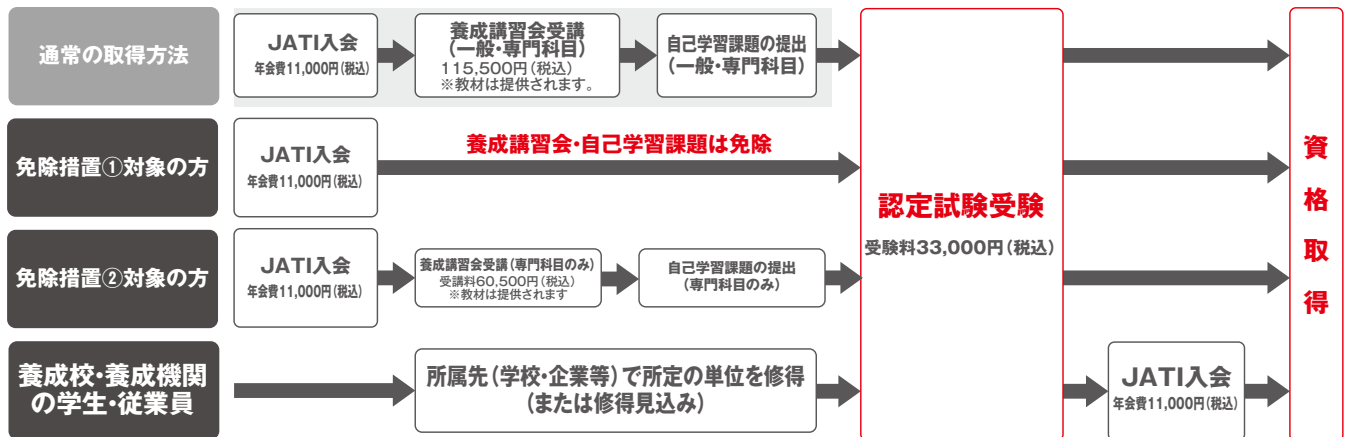 通常の取得方法
JATI入会
年会費11,000円(税込)
養成講習会受講
(一般・専門科目)
115,500円(税込)
※教材は提供されます。
自己学習課題の提出
(一般・専門科目)
免除措置①対象の方
JATI入会
年会費11,000円(税込)
養成講習会・自己学習課題は免除
免除措置②対象の方
JATI入会
年会費11,000円(税込)
養成講習会受講(専門科目のみ)
受講料60,500円(税込)
※教材は提供されます
自己学習課題の提出
(専門科目のみ)
養成校・養成機関
の学生・従業員
所属先(学校・企業等)で所定の単位を修得
(または修得見込み)
認定試験受験
受験料33,000円(税込)
JATI入会
年会費11,000円(税込)
資格取得